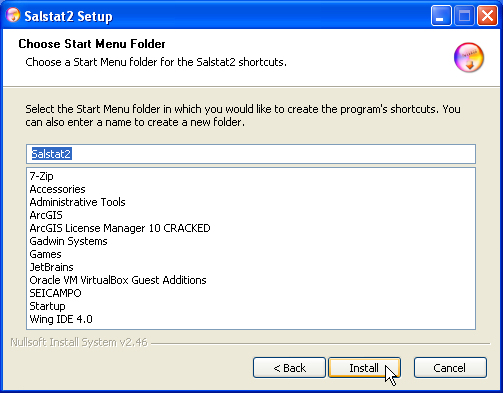 Salstat2 Setup
Choose Start Menu Folder
Choose a Start Menu folder for the Salstat2 shortcuts.
Select the Start Menu folder in which you would like to create the program's shortcuts. You
can also enter a name to create a new folder.
Salstat2
7-Zip
Accessories
Administrative Tools
ArcGIS
ArcGIS License Manager 10 CRACKED
Gadwin Systems
Games
JetBrains
Oracle VM VirtualBox Guest Additions
SEICAMPO
Startup
Wing IDE 4.0
Nullsoft Install System v2.46
< Back
Install
Cancel